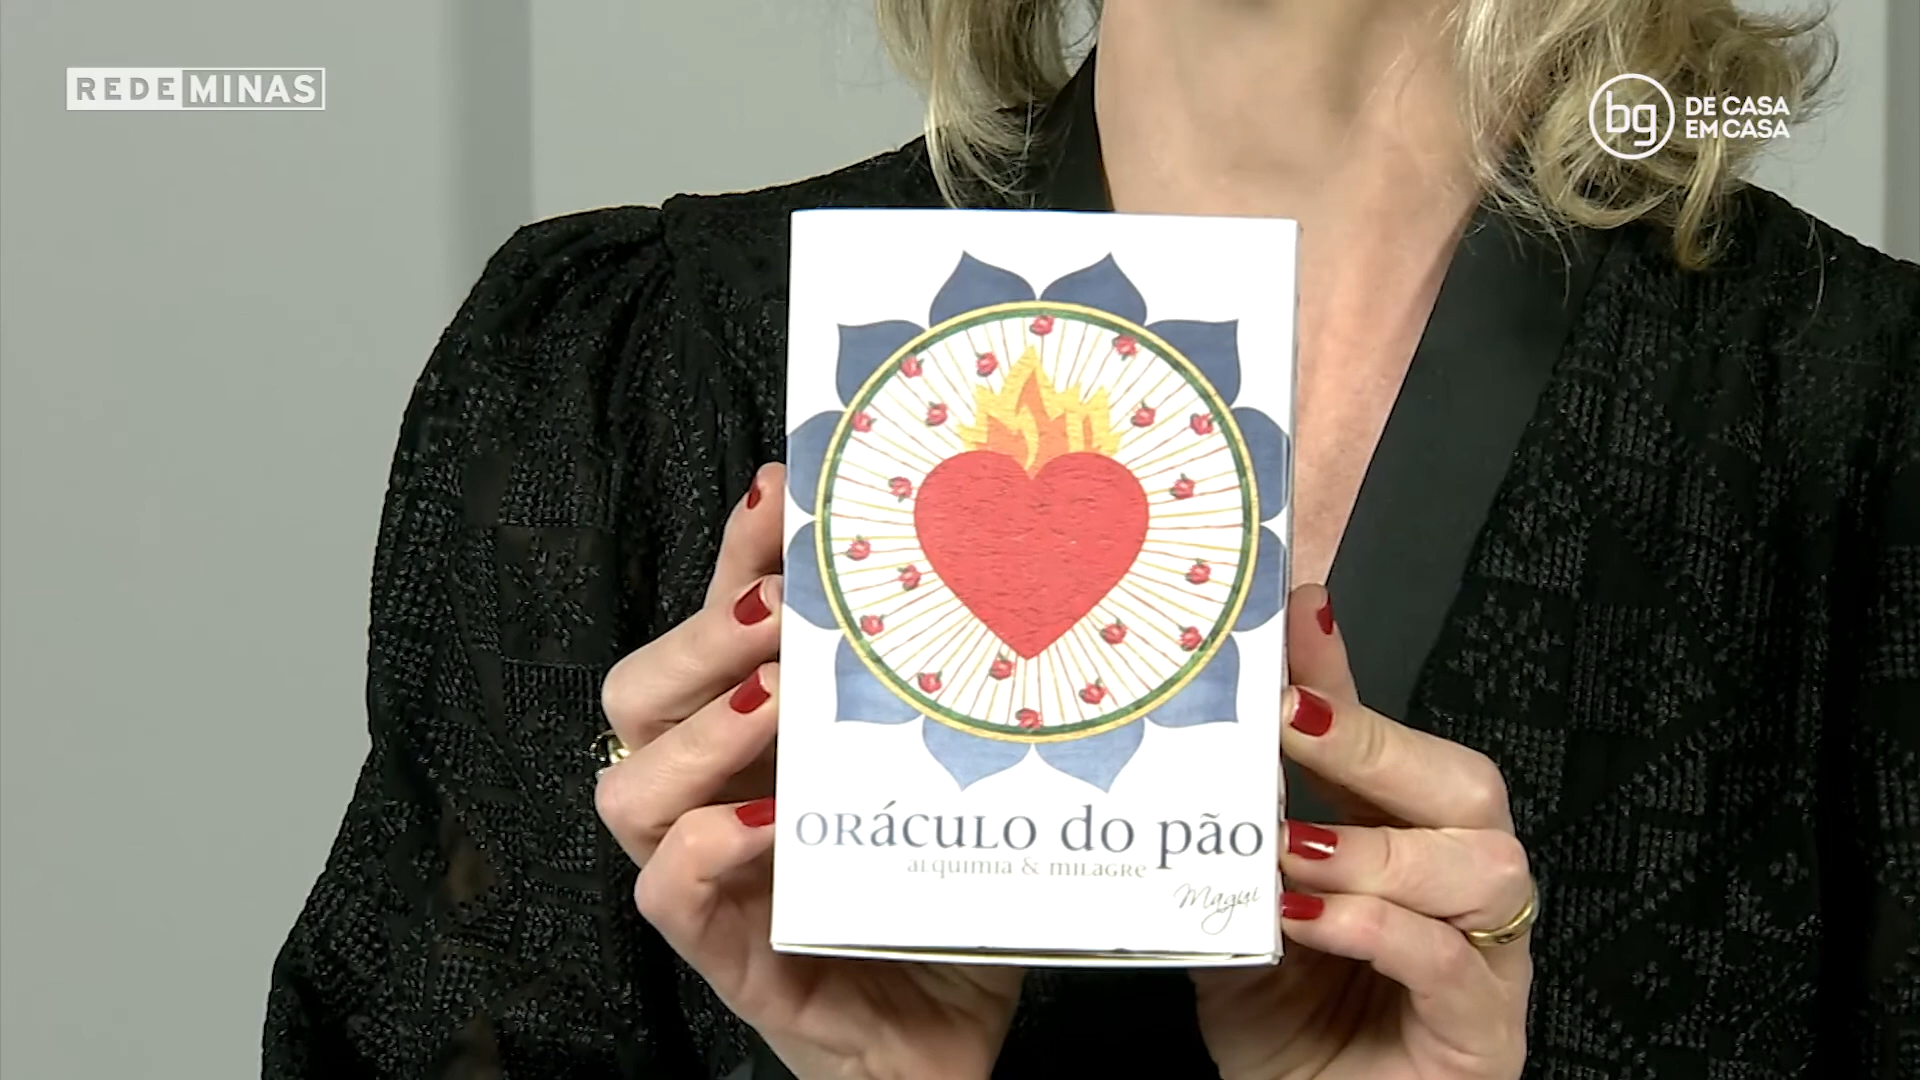 REDE MINAS
bg DE CASA
EM CASA
ORÁCULO do pão
alquimia & milagre
Magui